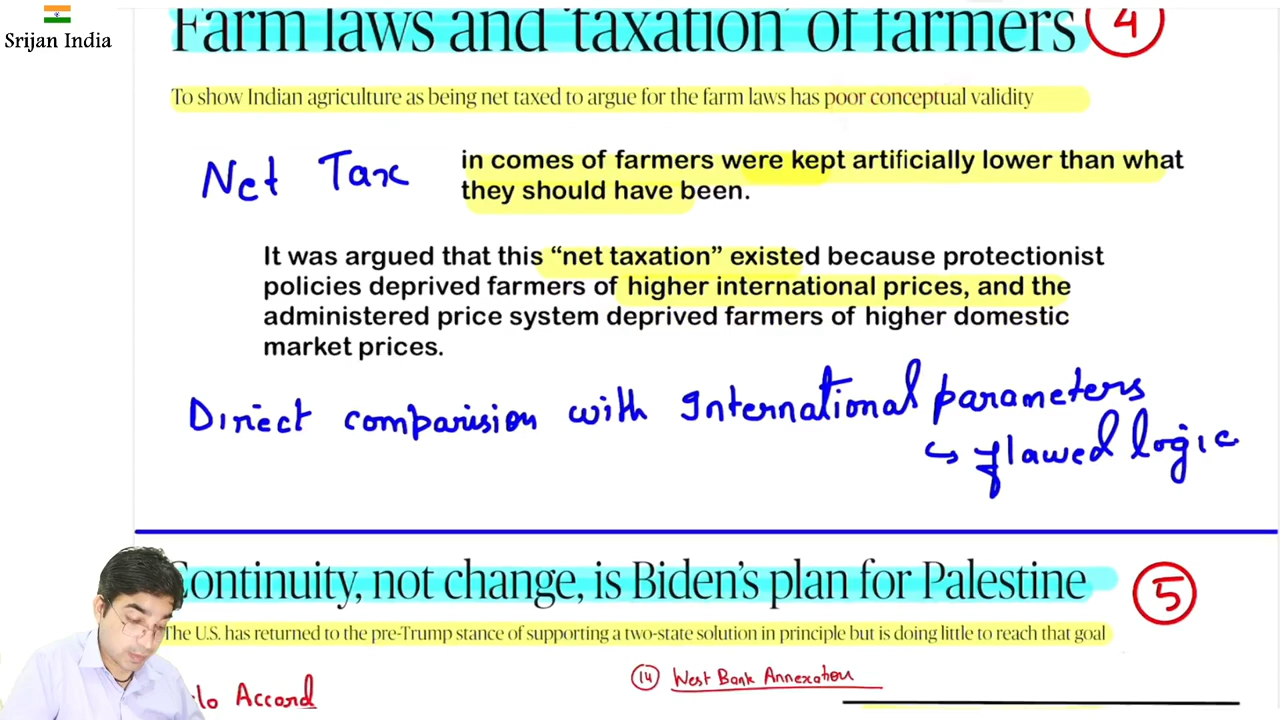 Srijan India
Farm laws and 'taxation' of farmers
4
To show Indian agriculture as being net taxed to argue for the farm laws has poor conceptual validity
Net Tax
in comes of farmers were kept artificially lower than what
they should have been.
It was argued that this “net taxation” existed because protectionist
policies deprived farmers of higher international prices, and the
administered price system deprived farmers of higher domestic
market prices.
Direct comparision with International parameters
↪ flawed logic
Continuity, not change, is Biden's plan for Palestine
5
The U.S. has returned to the pre-Trump stance of supporting a two-state solution in principle but is doing little to reach that goal
14 West Bank Annexation
lo Accord